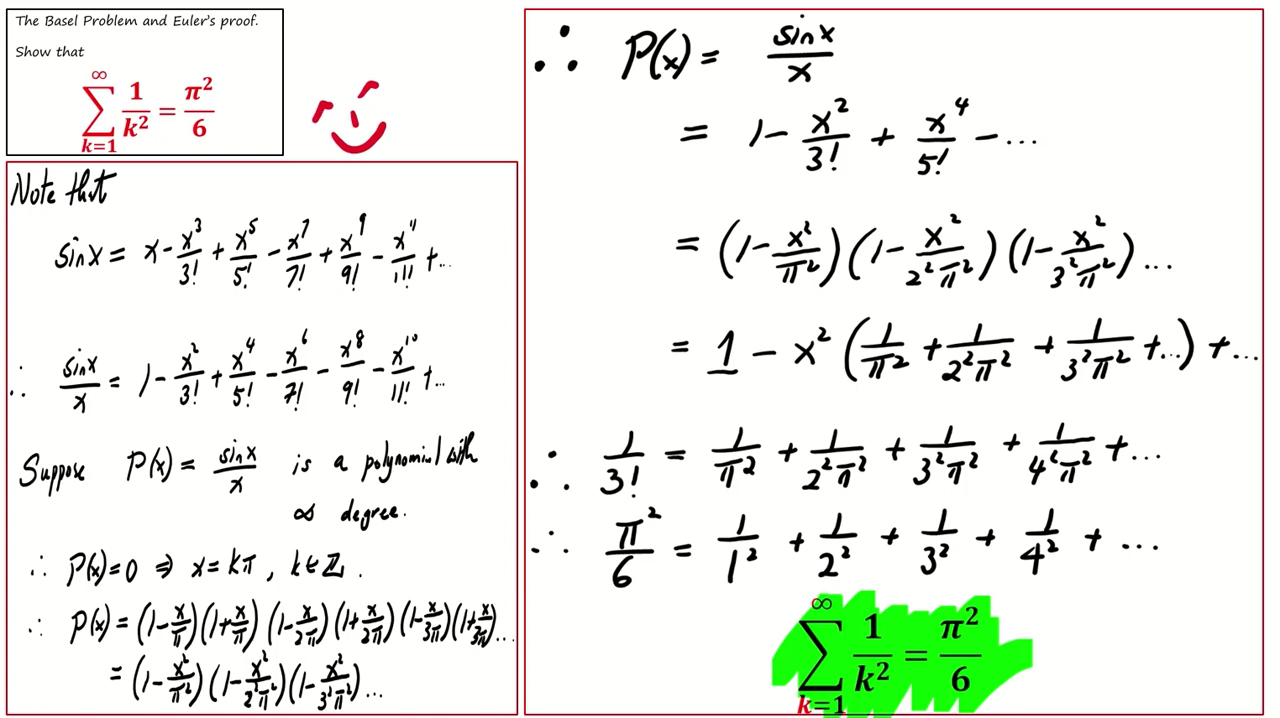 The Basel Problem and Euler's proof.
Show that
∑_{k=1}^{∞} 1/k² = π²/6
Note that
sin x = x - x³/3! + x⁵/5! - x⁷/7! + x⁹/9! - x¹¹/11! + ...
∴ sin x/x = 1 - x²/3! + x⁴/5! - x⁶/7! - x⁸/9! - x¹⁰/11! + ...
Suppose P(x) = sin x/x is a polynomial with
∞ degree.
∴ P(x)=0 ⇒ x = kπ, k∈ℤ.
∴ P(x) = (1-x/π)(1+x/π)(1-x/2π)(1+x/2π)(1-x/3π)(1+x/3π)...
= (1-x²/π²)(1-x²/2²π²)(1-x²/3²π²)...
∴ P(x) = sin x/x
= 1 - x²/3! + x⁴/5! - ...
= (1-x²/π²)(1-x²/2²π²)(1-x²/3²π²)...
= 1 - x²(1/π² + 1/2²π² + 1/3²π² + ...) + ...
∴ 1/3! = 1/π² + 1/2²π² + 1/3²π² + 1/4²π² + ...
∴ π²/6 = 1/1² + 1/2² + 1/3² + 1/4² + ...
∑_{k=1}^{∞} 1/k² = π²/6